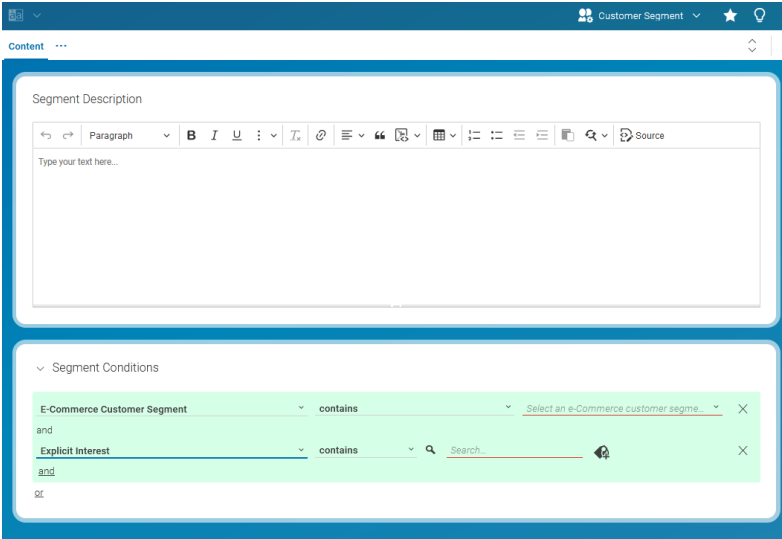 Customer Segment
Content ...
Segment Description
Paragraph B I U Source
Type your text here...
Segment Conditions
E-Commerce Customer Segment contains Select an e-Commerce customer segme...
and
Explicit Interest contains Search...
and
or